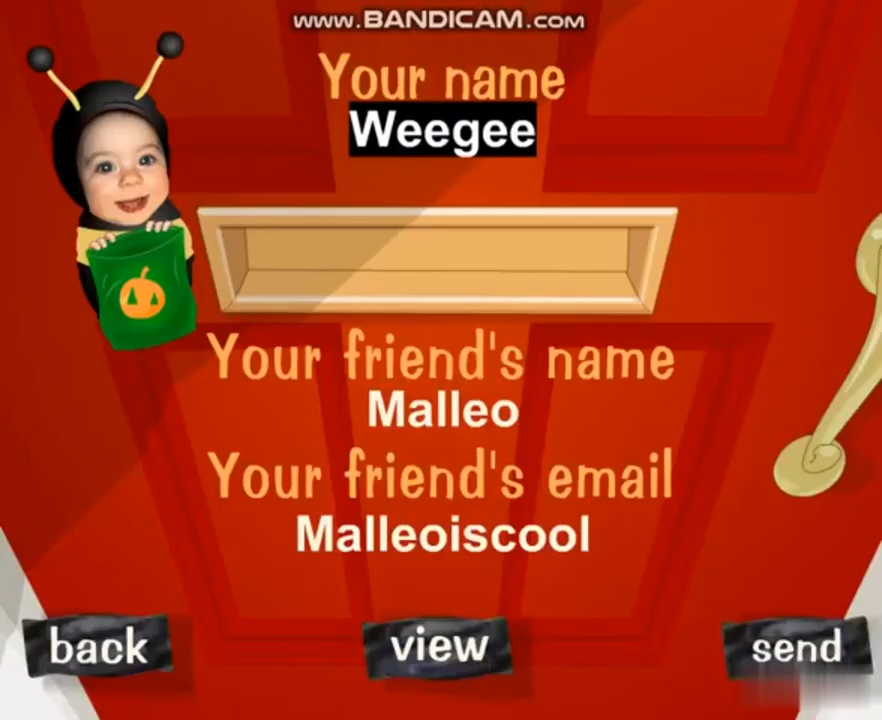 www.BANDICAM.com
Your name
Weegee
Your friend's name
Malleo
Your friend's email
Malleoiscool
back
view
send